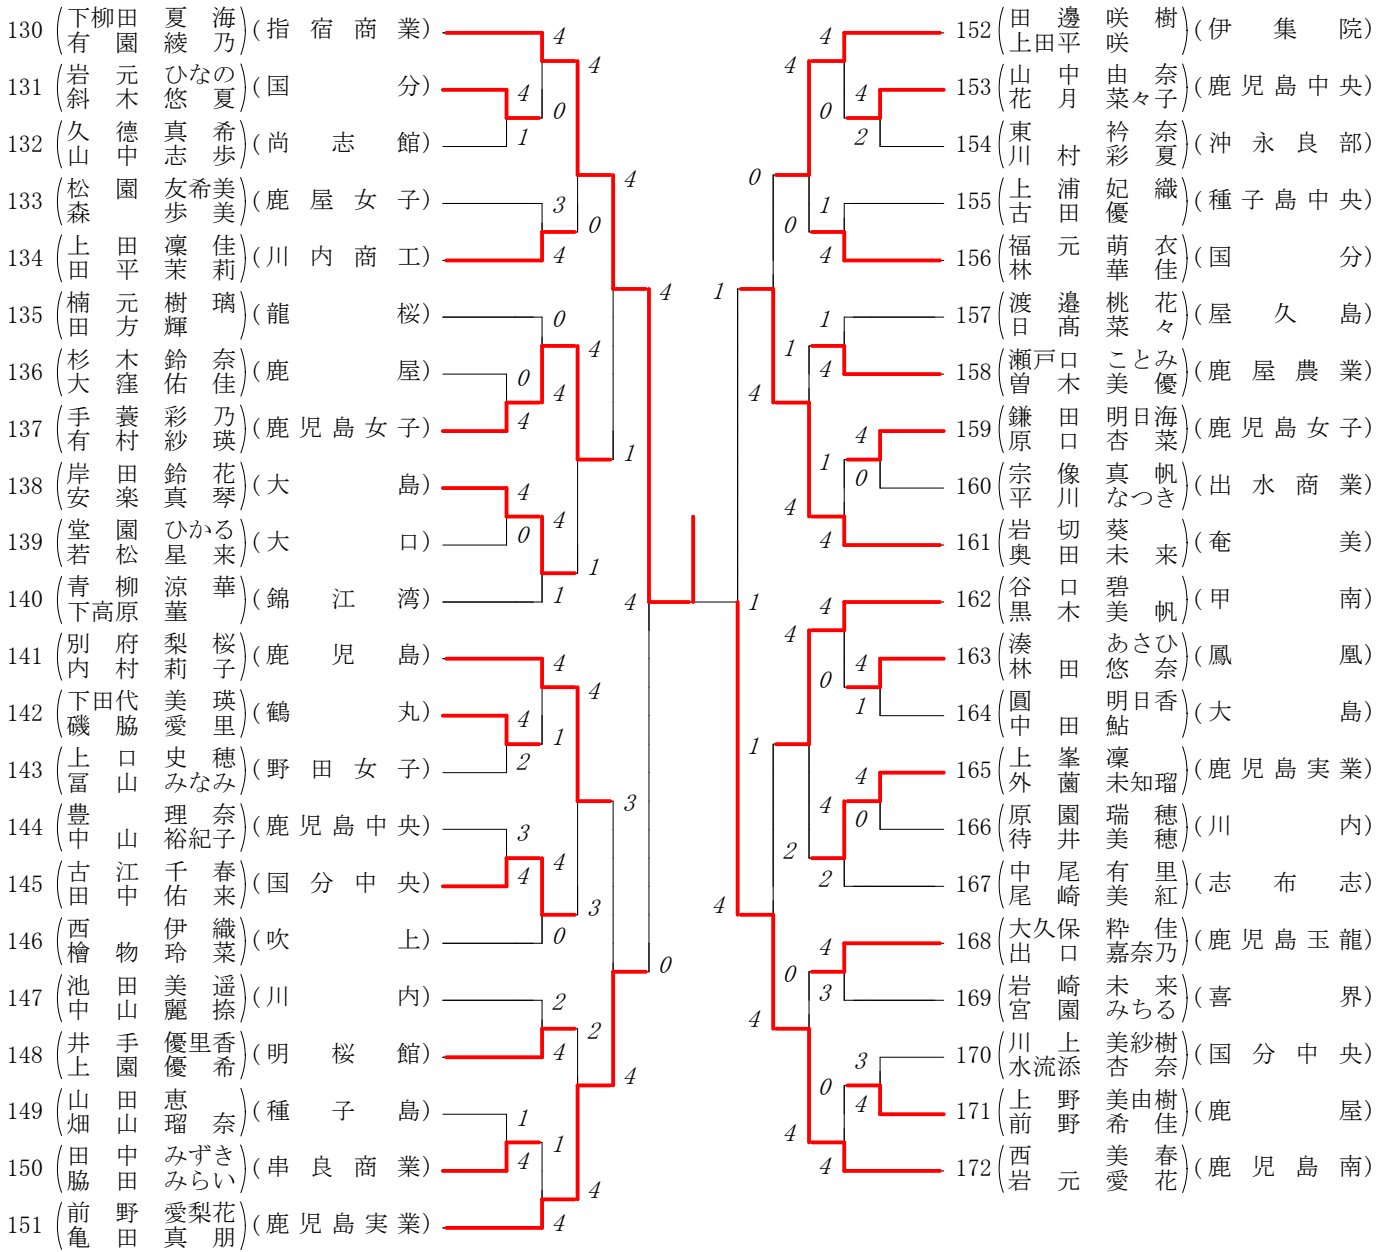 130 (下柳田 夏海 有園綾乃) (指宿商業)
131 (岩元ひなの 斜木悠夏) (国分)
132 (久德真希 山中志歩) (尚志館)
133 (松園友希美 森歩美) (鹿屋女子)
134 (上田凜佳 田平茉莉) (川内商工)
135 (楠元樹璃 田方輝) (龍桜)
136 (杉木鈴奈 大窪佑佳) (鹿屋)
137 (手蓑彩乃 有村紗瑛) (鹿児島女子)
138 (岸田鈴花 安楽真琴) (大島)
139 (堂園ひかる 若松星来) (大口)
140 (青柳涼華 下高原菫) (錦江湾)
141 (別府梨桜 内村莉子) (鹿児島)
142 (下田代美瑛 磯脇愛里) (鶴丸)
143 (上口史穂 冨山みなみ) (野田女子)
144 (豊理奈 中山裕紀子) (鹿児島中央)
145 (古江千春 田中佑来) (国分中央)
146 (西伊織 檜物玲菜) (吹上)
147 (池田美遥 中山麗捺) (川内)
148 (井手優里香 上園優希) (明桜館)
149 (山田恵 畑山瑠奈) (種子島)
150 (田中みずき 脇田みらい) (串良商業)
151 (前野愛梨花 亀田真朋) (鹿児島実業)
4
4
4
0
1
4
3
0
4
4
0
4
0
4
4
1
4
4
0
1
1
4
4
4
4
1
2
3
3
4
4
3
0
0
2
2
4
4
1
1
4
4
4
152 (田邊咲樹 上田平咲) (伊集院)
153 (山中由奈 花月菜々子) (鹿児島中央)
154 (東衿奈 川村彩夏) (沖永良部)
155 (上浦妃織 古田優) (種子島中央)
156 (福元萌衣 林華佳) (国分)
157 (渡邉桃花 日髙菜々) (屋久島)
158 (瀬戸口ことみ 曽木美優) (鹿屋農業)
159 (鎌田明日海 原口杏菜) (鹿児島女子)
160 (宗像真帆 平川なつき) (出水商業)
161 (岩切葵 奥田未来) (奄美)
162 (谷口碧 黒木美帆) (甲南)
163 (湊あさひ 林田悠奈) (鳳凰)
164 (圓明日香 中田鮎) (大島)
165 (上峯凜 外薗未知瑠) (鹿児島実業)
166 (原園瑞穂 待井美穂) (川内)
167 (中尾有里 尾崎美紅) (志布志)
168 (大久保粋佳 出口嘉奈乃) (鹿児島玉龍)
169 (岩崎未来 宮園みちる) (喜界)
170 (川上美紗樹 水流添杏奈) (国分中央)
171 (上野美由樹 前野希佳) (鹿屋)
172 (西美春 岩元愛花) (鹿児島南)
4
4
4
2
0
1
0
4
1
1
1
4
4
4
1
0
4
4
1
4
4
4
0
1
1
4
4
0
2
2
4
4
0
3
4
3
0
4
4
4